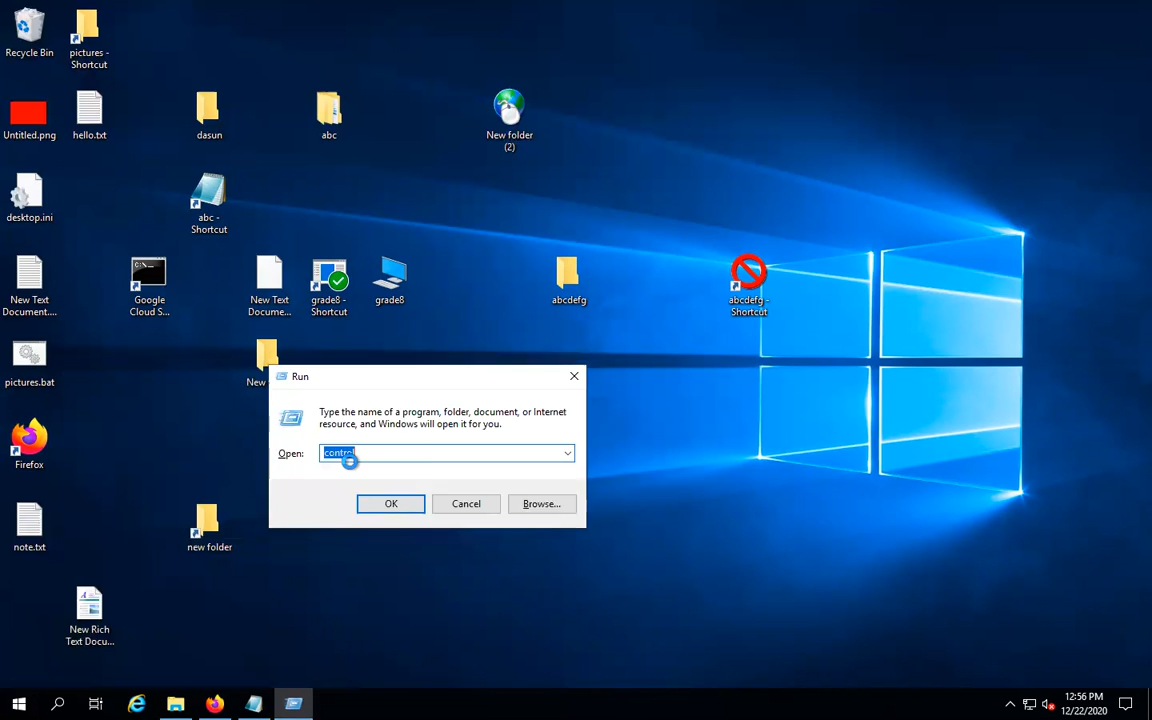 Recycle Bin
pictures -
Shortcut
Untitled.png
hello.txt
dasun
abc
New folder
(2)
desktop.ini
abc -
Shortcut
New Text
Document....
C:\_
Google
Cloud S...
New Text
Docume...
grade8 -
Shortcut
grade8
abcdefg
abcdefg -
Shortcut
pictures.bat
New
Run
Type the name of a program, folder, document, or Internet
resource, and Windows will open it for you.
Open:
control
OK
Cancel
Browse...
Firefox
note.txt
new folder
New Rich
Text Docu...
12:56 PM
12/22/2020